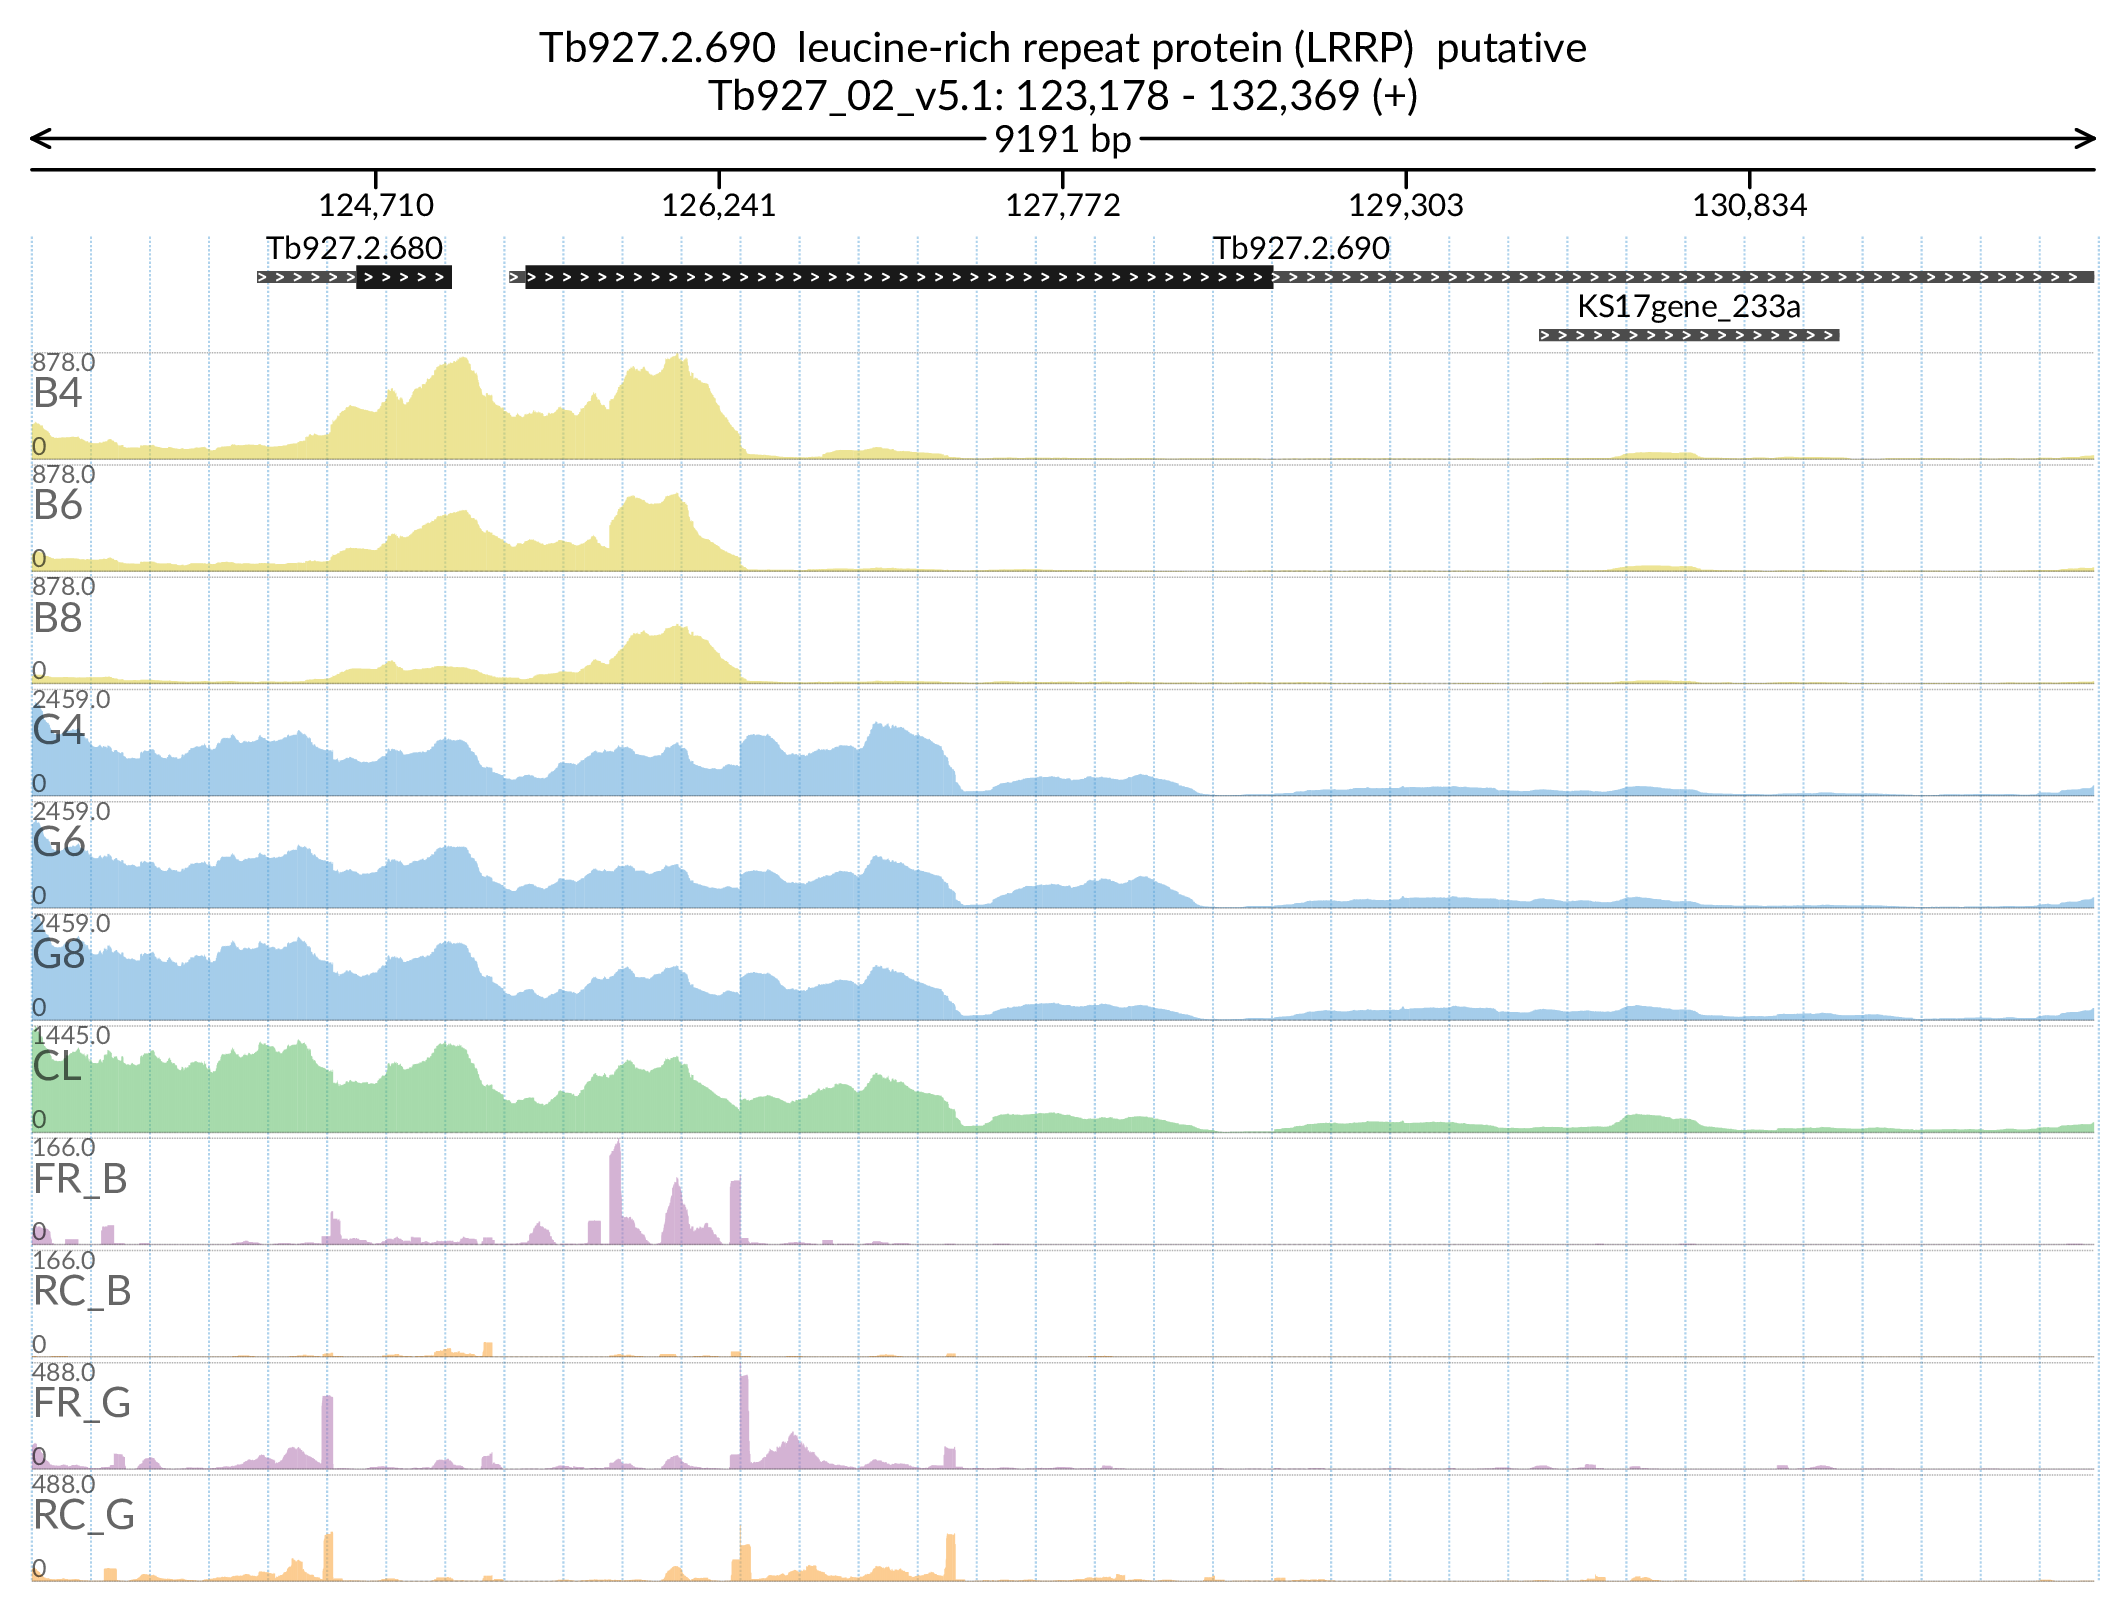 Tb927.2.690  leucine-rich repeat protein (LRRP)  putative
Tb927_02_v5.1: 123,178 - 132,369 (+)
9191 bp
124,710 126,241 127,772 129,303 130,834
Tb927.2.680 Tb927.2.690
KS17gene_233a
878.0
B4
0
878.0
B6
0
878.0
B8
0
2459.0
G4
0
2459.0
G6
0
2459.0
G8
0
1445.0
CL
0
166.0
FR_B
0
166.0
RC_B
0
488.0
FR_G
0
488.0
RC_G
0